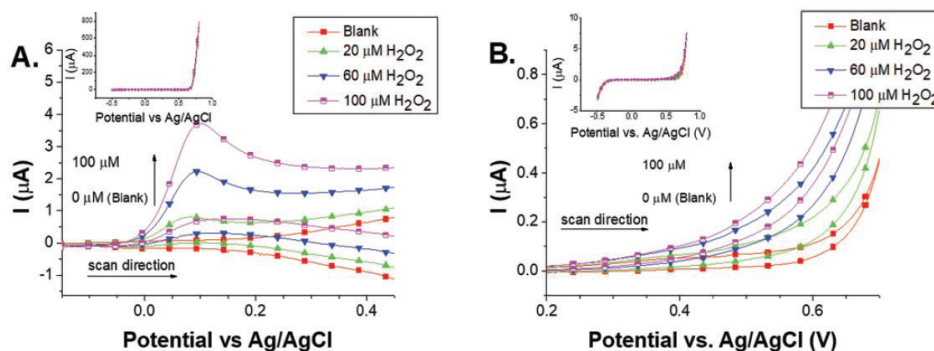 A.
I (μA)
7
6
5
4
3
2
1
0
-1
0.0
0.2
0.4
Potential vs Ag/AgCl
I (μA)
800
600
400
200
0
-0.5
0.0
0.5
1.0
Potential vs Ag/AgCl
Blank
20 μM H₂O₂
60 μM H₂O₂
100 μM H₂O₂
100 μM
0 μM (Blank)
scan direction
B.
I (μA)
1.0
0.8
0.6
0.4
0.2
0.0
0.2
0.4
0.6
Potential vs. Ag/AgCl (V)
I (μA)
10
5
0
-5
-0.5
0.0
0.5
1.0
Potential vs. Ag/AgCl (V)
Blank
20 μM H₂O₂
60 μM H₂O₂
100 μM H₂O₂
100 μM
0 μM (Blank)
scan direction